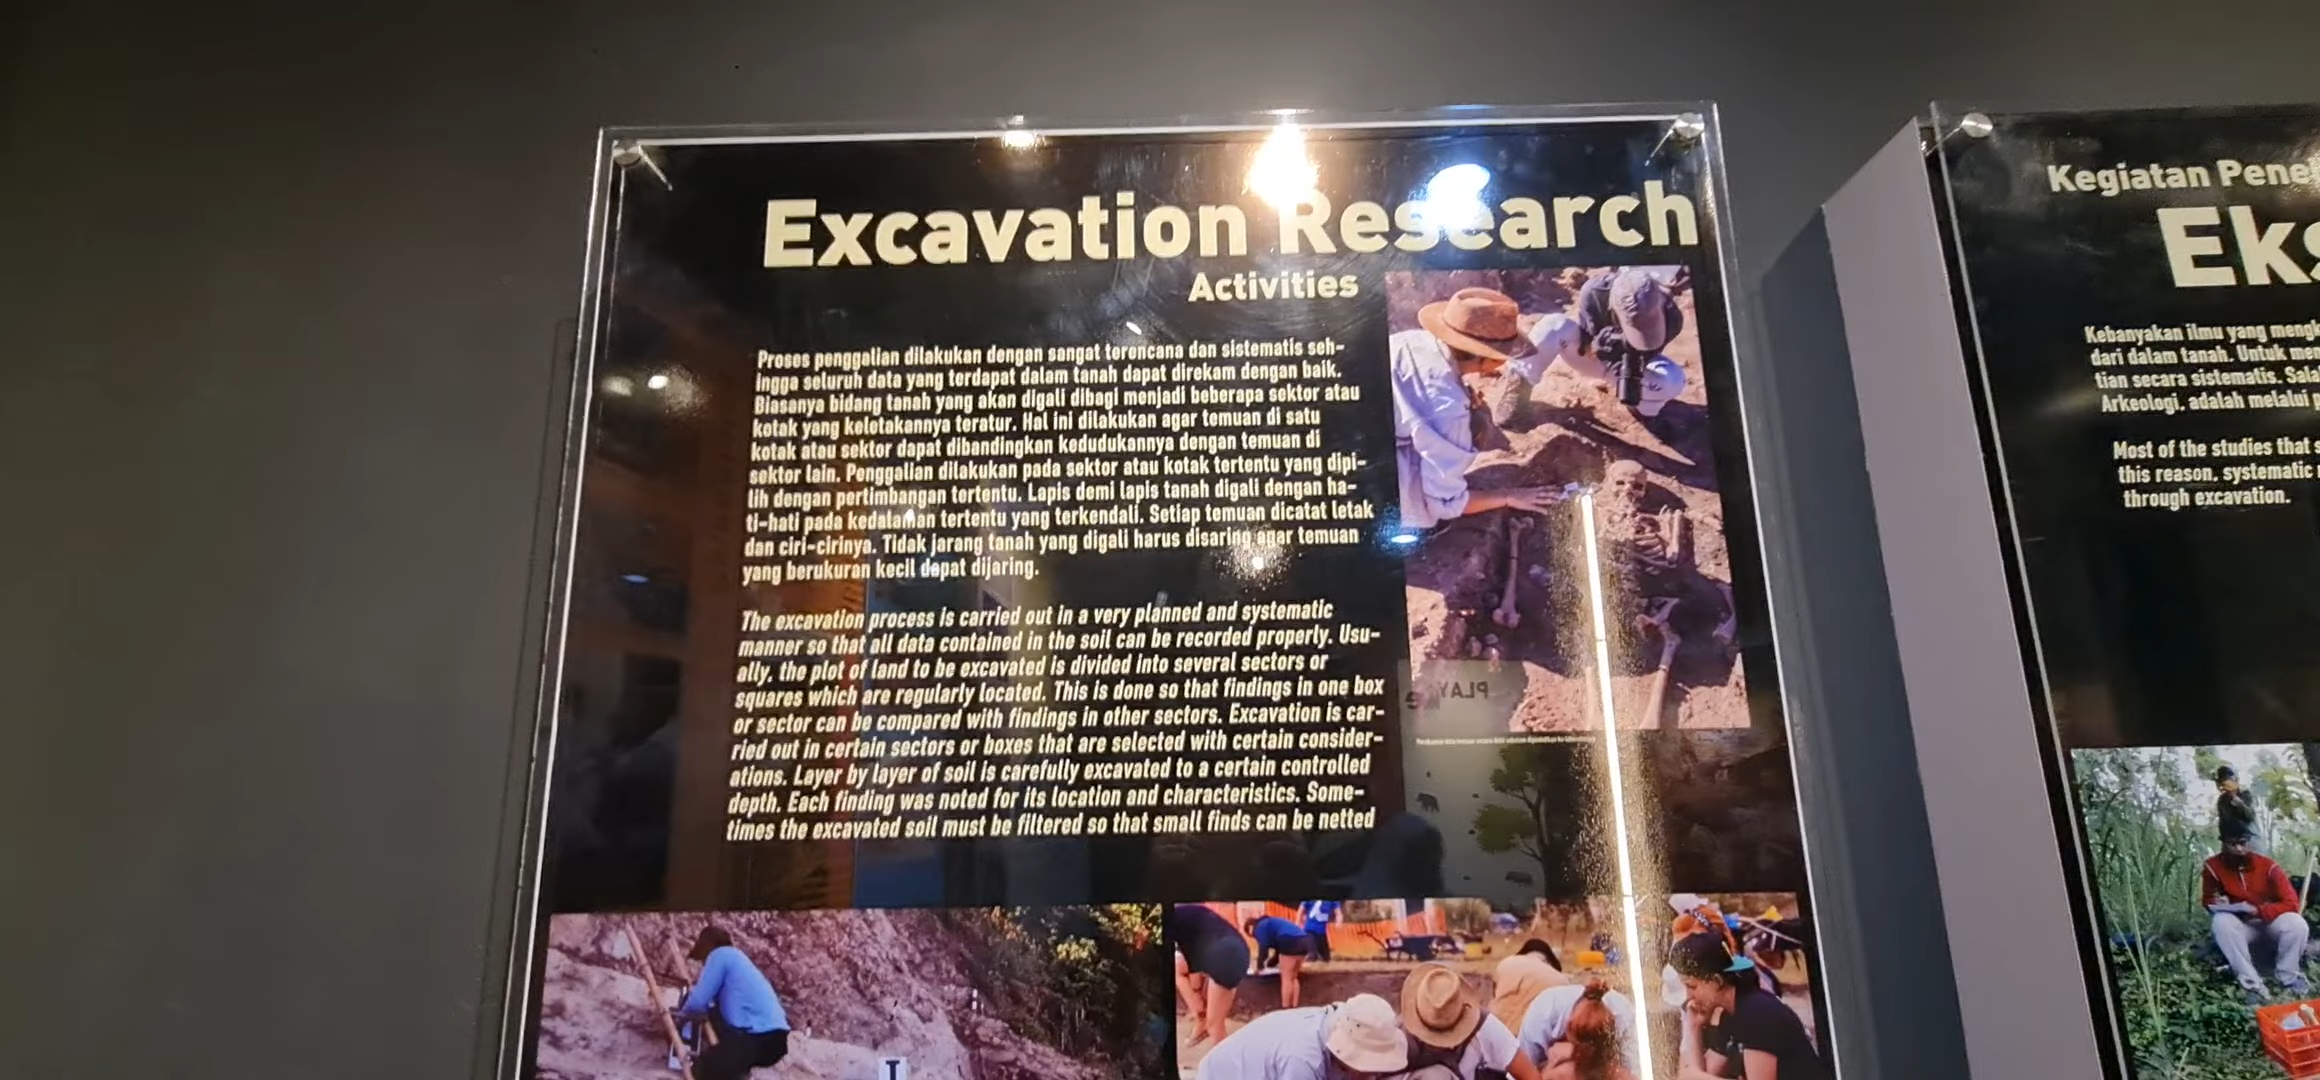 Excavation Research
Activities
Proses penggalian dilakukan dengan sangat terencana dan sistematis seh-
ingga seluruh data yang terdapat dalam tanah dapat direkam dengan baik.
Biasanya bidang tanah yang akan digali dibagi menjadi beberapa sektor atau
kotak yang keletakannya teratur. Hal ini dilakukan agar temuan di satu
kotak atau sektor dapat dibandingkan kedudukannya dengan temuan di
sektor lain. Penggalian dilakukan pada sektor atau kotak tertentu yang dipi-
lih dengan pertimbangan tertentu. Lapis demi lapis tanah digali dengan ha-
ti-hati pada kedalaman tertentu yang terkendali. Setiap temuan dicatat letak
dan ciri-cirinya. Tidak jarang tanah yang digali harus disaring agar temuan
yang berukuran kecil dapat dijaring.
The excavation process is carried out in a very planned and systematic
manner so that all data contained in the soil can be recorded properly. Usu-
ally, the plot of land to be excavated is divided into several sectors or
squares which are regularly located. This is done so that findings in one box
or sector can be compared with findings in other sectors. Excavation is car-
ried out in certain sectors or boxes that are selected with certain consider-
ations. Layer by layer of soil is carefully excavated to a certain controlled
depth. Each finding was noted for its location and characteristics. Some-
times the excavated soil must be filtered so that small finds can be netted
PLAY
Kegiatan
Eks
Kebanyakan ilmu yang
dari dalam tanah. Untuk
tian secara sistematis.
Arkeologi, adalah melalui
Most of the studies that
this reason, systematic
through excavation.